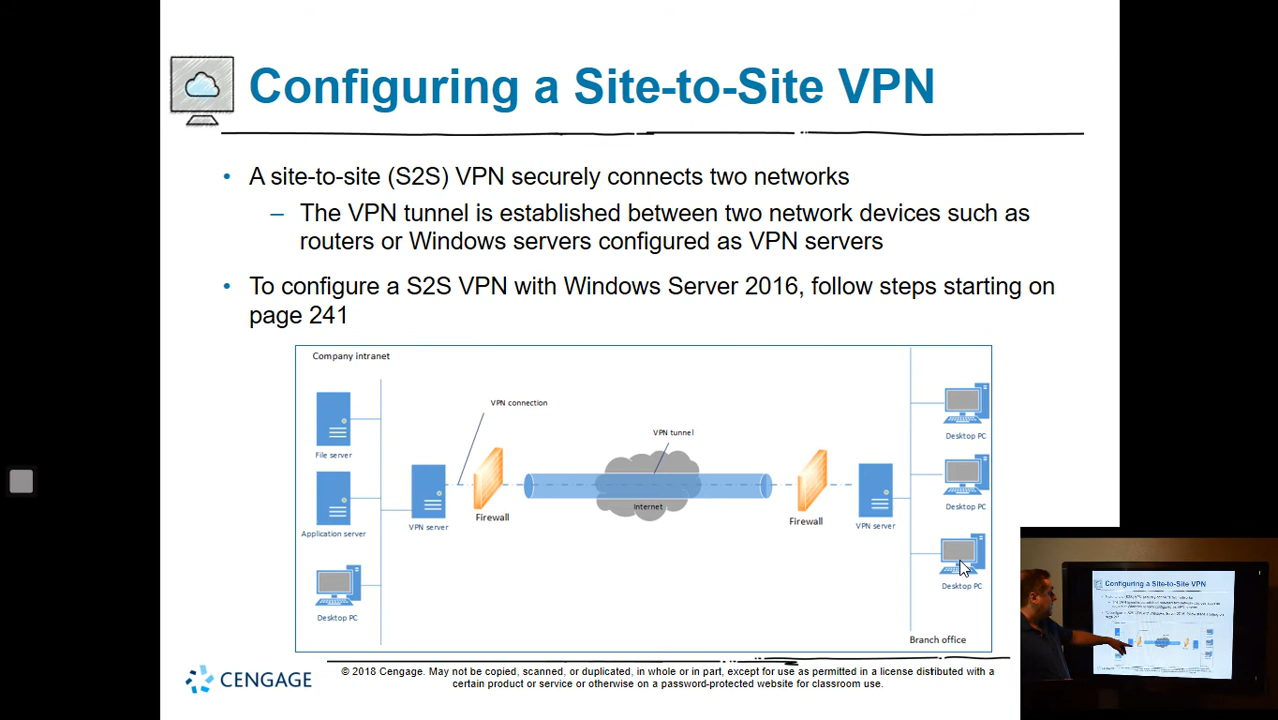 Configuring a Site-to-Site VPN
• A site-to-site (S2S) VPN securely connects two networks
– The VPN tunnel is established between two network devices such as
routers or Windows servers configured as VPN servers
• To configure a S2S VPN with Windows Server 2016, follow steps starting on
page 241
Company intranet
VPN connection
VPN tunnel
Desktop PC
File server
Desktop PC
Internet
Firewall
Firewall
VPN server
VPN server
Application server
Desktop PC
Desktop PC
Branch office
CENGAGE
© 2018 Cengage. May not be copied, scanned, or duplicated, in whole or in part, except for use as permitted in a license distributed with a
certain product or service or otherwise on a password-protected website for classroom use.
Configuring a Site-to-Site VPN